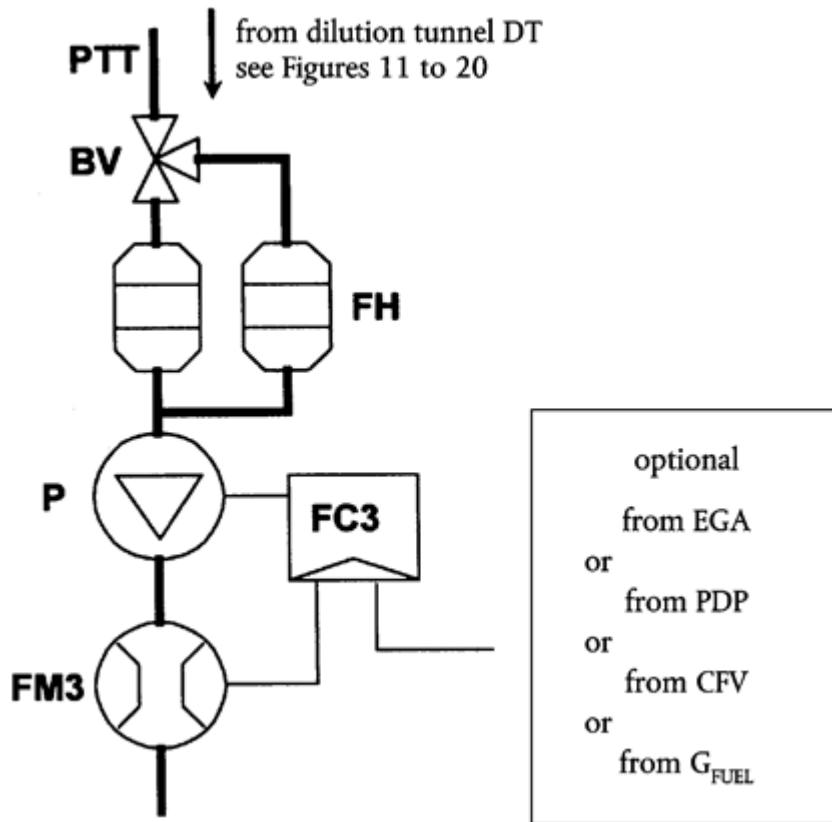 PTT
from dilution tunnel DT
see Figures 11 to 20
BV
FH
P
FC3
FM3
optional
from EGA
or
from PDP
or
from CFV
or
from G_FUEL